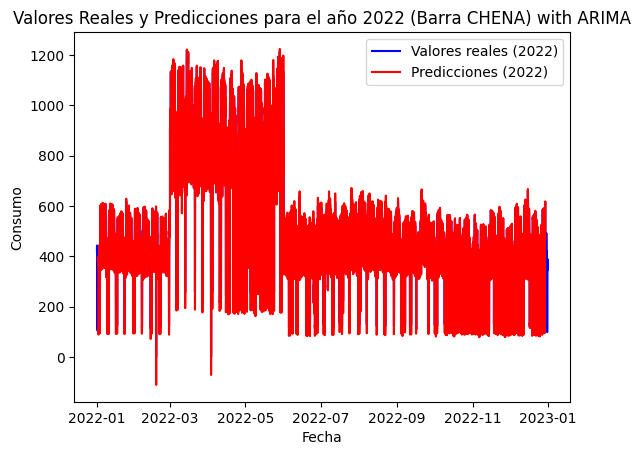 Valores Reales y Predicciones para el año 2022 (Barra CHENA) with ARIMA
Valores reales (2022)
Predicciones (2022)
1200
1000
800
600
400
200
0
Consumo
2022-01 2022-03 2022-05 2022-07 2022-09 2022-11 2023-01
Fecha